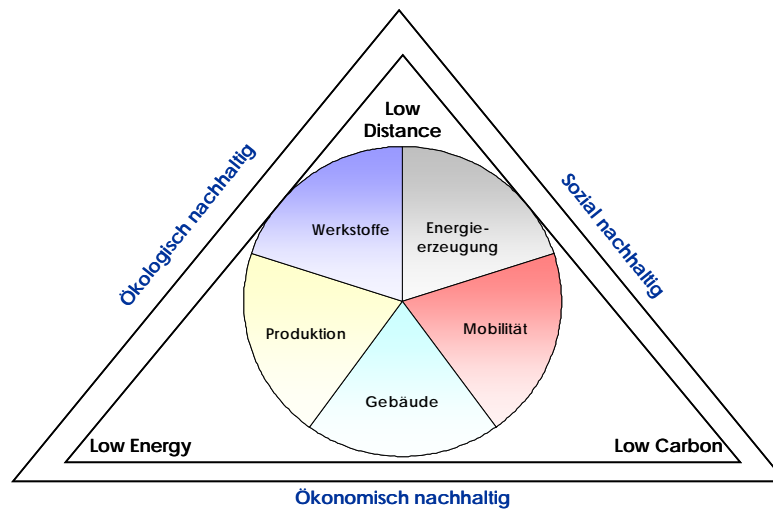 Low
Distance
Ökologisch nachhaltig
Sozial nachhaltig
Werkstoffe
Energie-
erzeugung
Produktion
Mobilität
Gebäude
Low Energy
Low Carbon
Ökonomisch nachhaltig